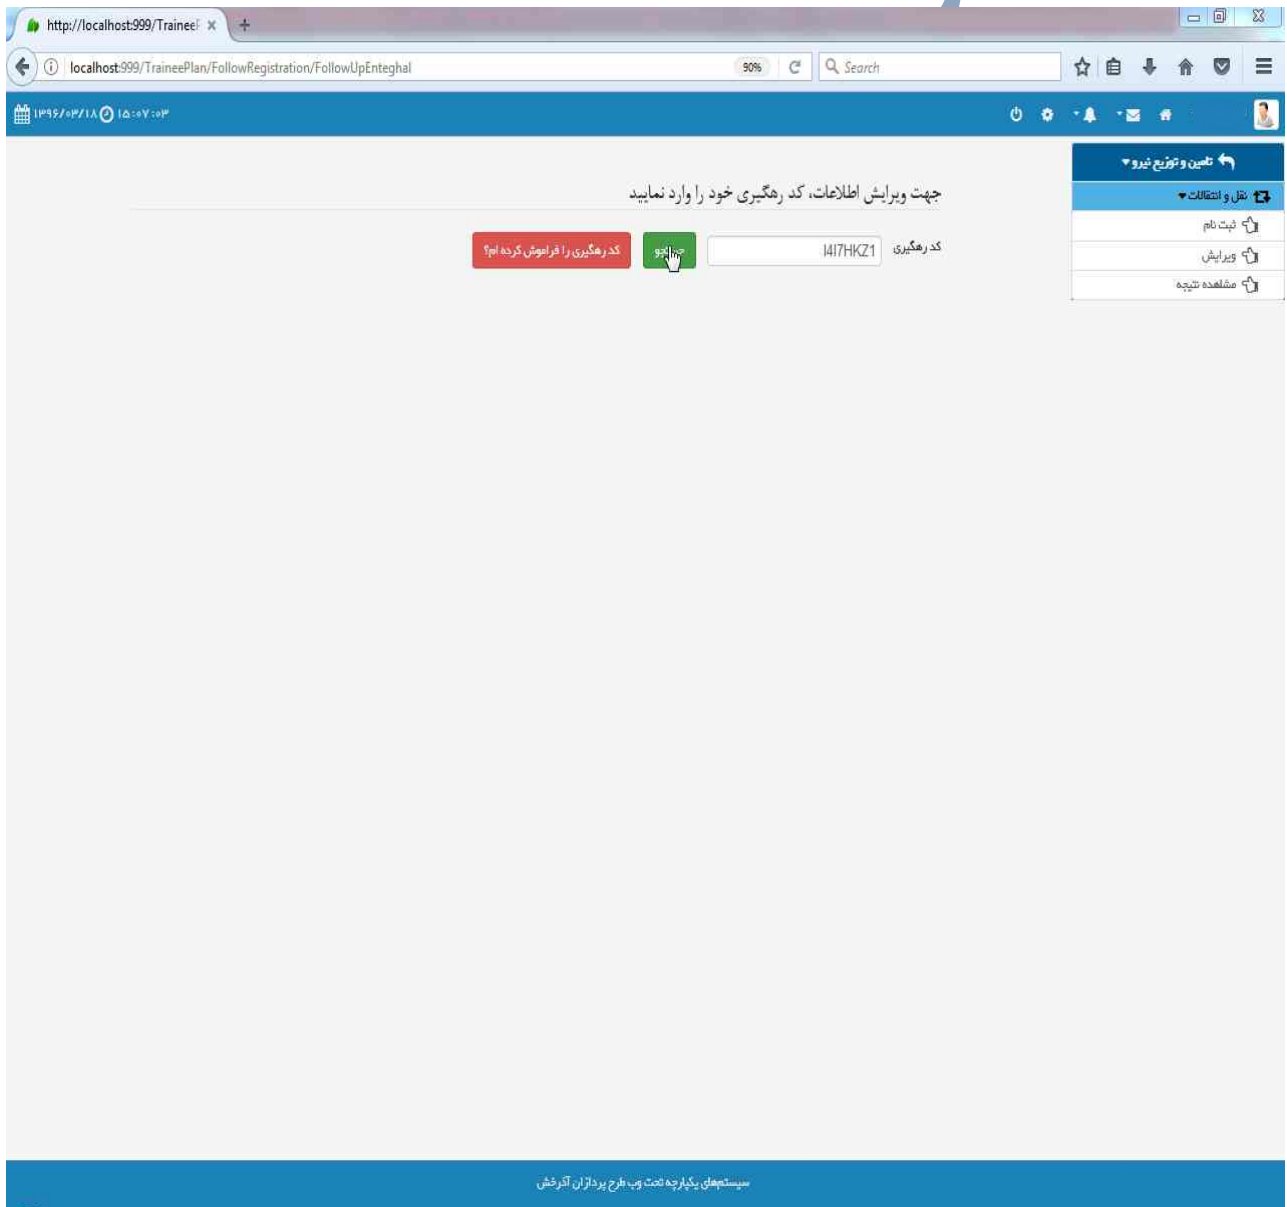 http://localhost:999/TraineeP
localhost:999/TraineePlan/FollowRegistration/FollowUpEnteghal
90%
Search
۱۳۹۶/۰۳/۱۸ ۱۵:۰۷:۰۳
تامین و توزیع نیرو
نقل و انتقالات
ثبت نام
ویرایش
مشاهده نتیجه
جهت ویرایش اطلاعات، کد رهگیری خود را وارد نمایید
کد رهگیری
کد رهگیری را فراموش کرده ام؟
سیستمهای یکپارچه تحت وب طرح پردازان آذرخش